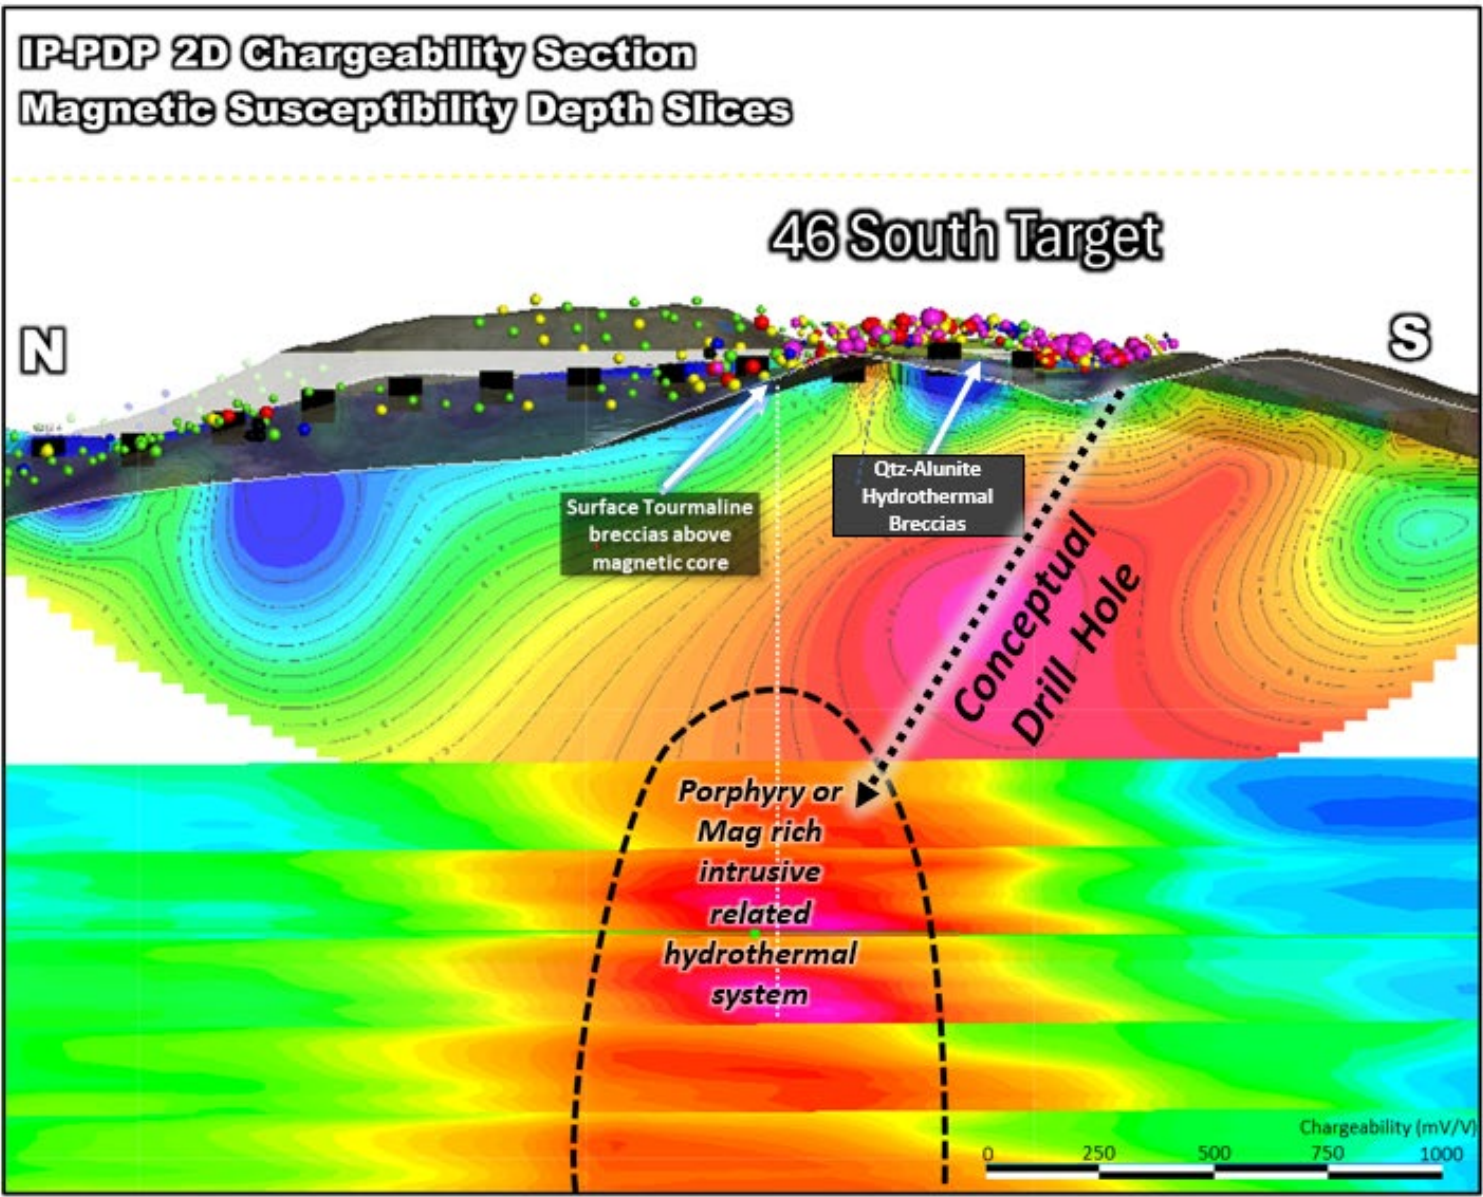 IP-PDP 2D Chargeability Section
Magnetic Susceptibility Depth Slices
46 South Target
N
S
Surface Tourmaline
breccias above
magnetic core
Qtz-Alunite
Hydrothermal
Breccias
Conceptual
Drill Hole
Porphyry or
Mag rich
intrusive
related
hydrothermal
system
Chargeability (mV/V)
0 250 500 750 1000